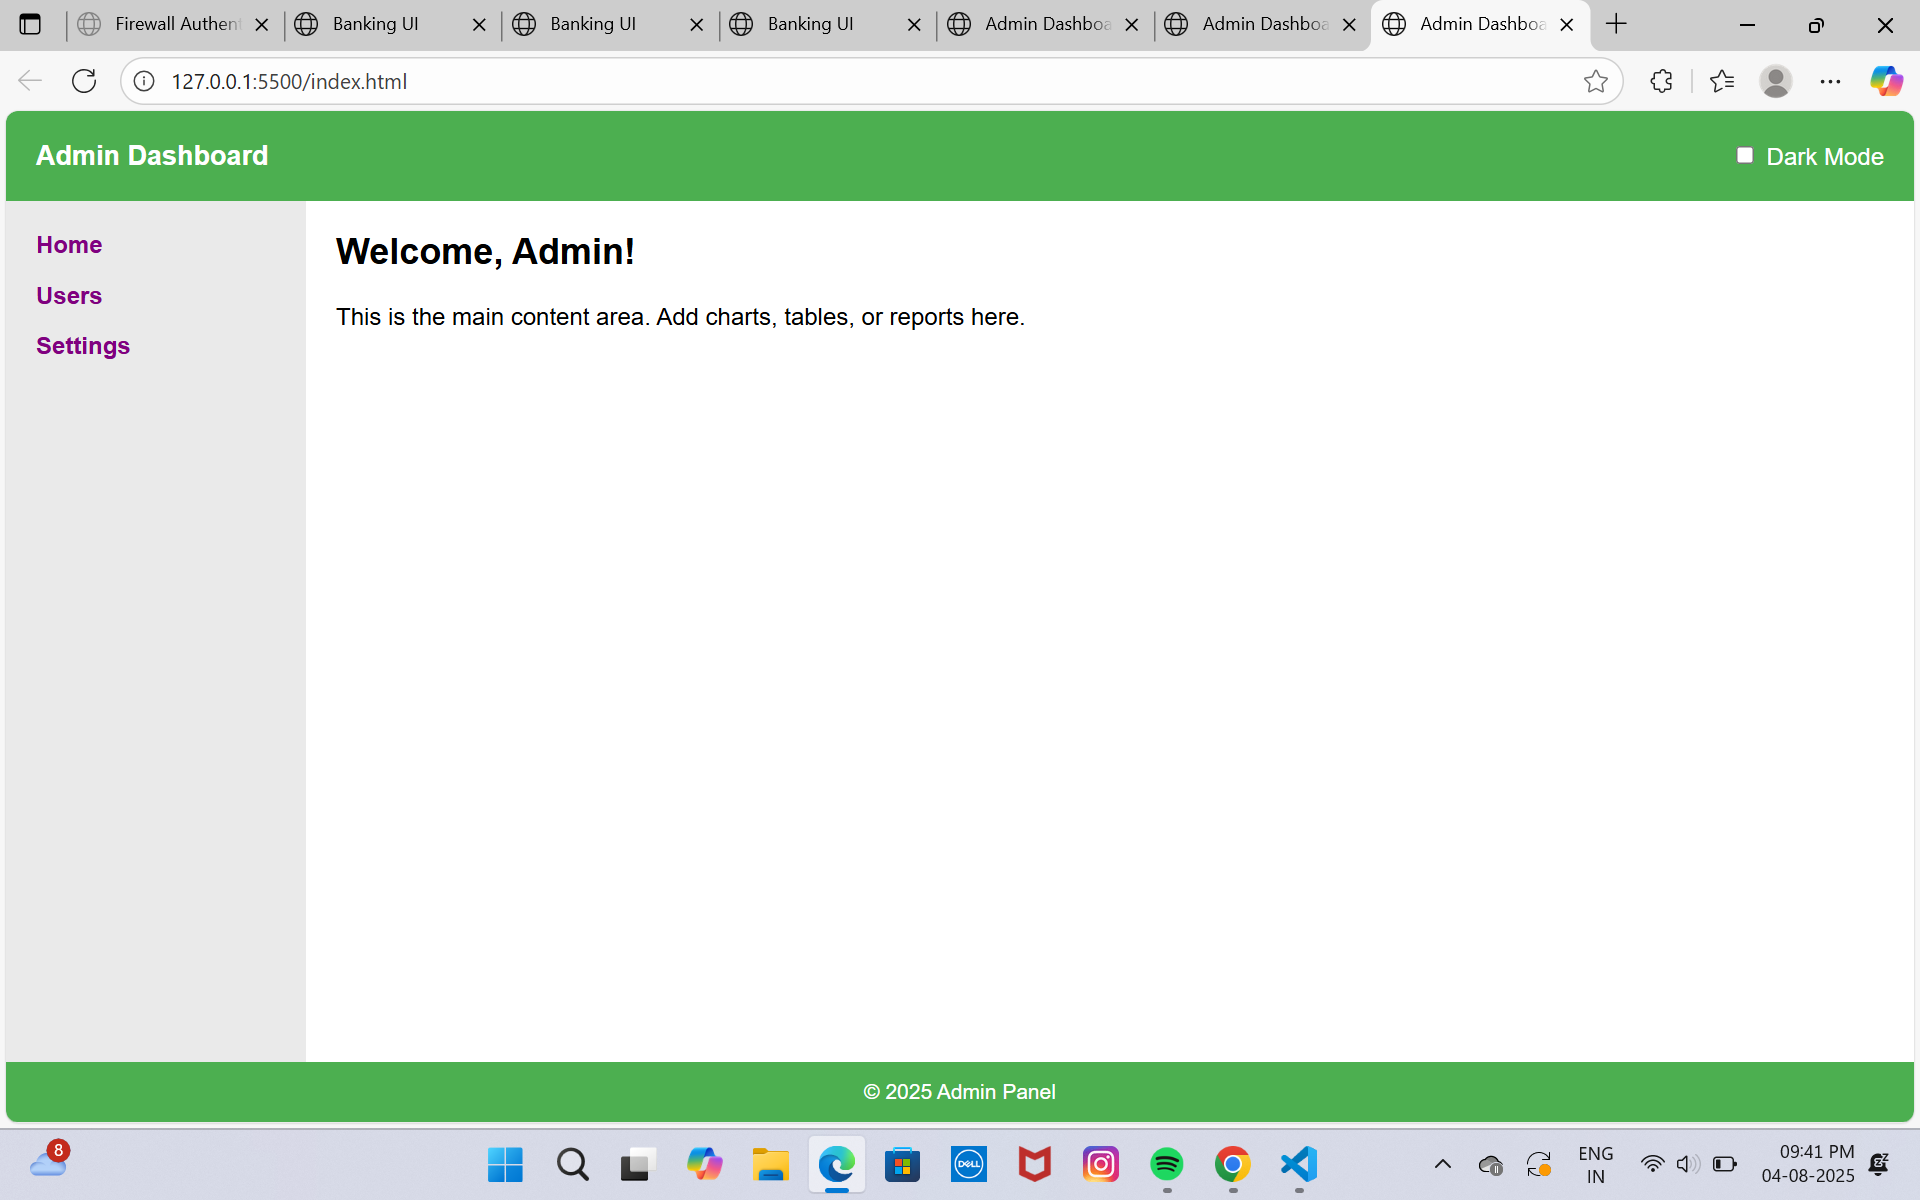 Firewall Authent
Banking UI
Banking UI
Banking UI
Admin Dashboa
Admin Dashboa
Admin Dashboa
127.0.0.1:5500/index.html
Admin Dashboard
Dark Mode
Home
Users
Settings
Welcome, Admin!
This is the main content area. Add charts, tables, or reports here.
© 2025 Admin Panel
8
DELL
ENG
IN
09:41 PM
04-08-2025